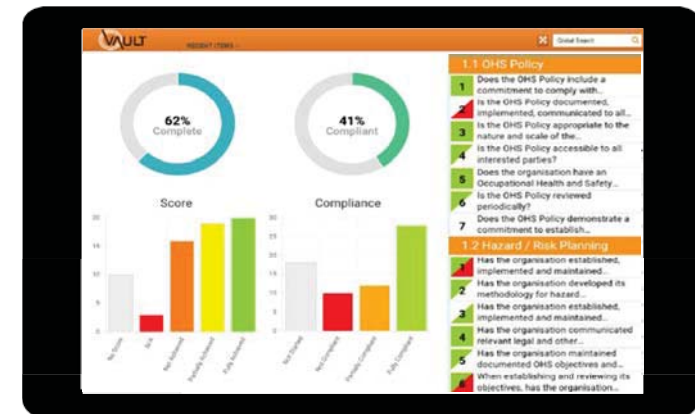 VAULT
RECENT ITEMS
Global Search
62%
Complete
41%
Compliant
Score
20
15
10
5
0
No Score
N/A
Not Achieved
Partially Achieved
Fully Achieved
Compliance
30
25
20
15
10
5
0
Not Started
Not Compliant
Partially Compliant
Fully Compliant
1.1 OHS Policy
1 Does the OHS Policy include a
commitment to comply with...
2 Is the OHS Policy documented,
implemented, communicated to all...
3 Is the OHS Policy appropriate to the
nature and scale of the...
4 Is the OHS Policy accessible to all
interested parties?
5 Does the organisation have an
Occupational Health and Safety...
6 Is the OHS Policy reviewed
periodically?
7 Does the OHS Policy demonstrate a
commitment to establish...
1.2 Hazard / Risk Planning
1 Has the organisation established,
implemented and maintained...
2 Has the organisation developed its
methodology for hazard...
3 Has the organisation established,
implemented and maintained...
4 Has the organisation communicated
relevant legal and other...
5 Has the organisation maintained
documented OHS objectives and...
6 When establishing and reviewing its
objectives, has the organisation...